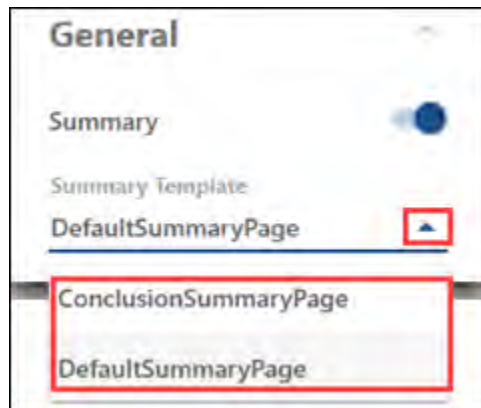 General
Summary
Summary Template
DefaultSummaryPage
ConclusionSummaryPage
DefaultSummaryPage